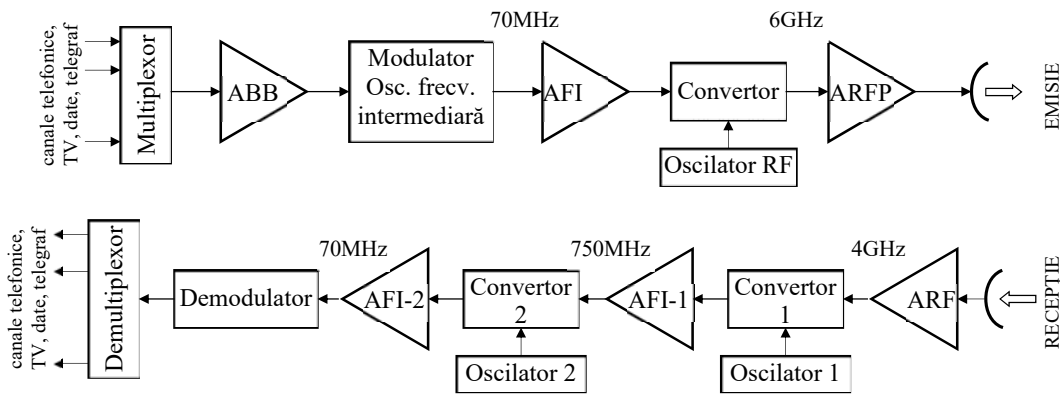 70MHz
6GHz
canale telefonice,
TV, date, telegraf
Multiplexor
ABB
Modulator
Osc. frecv.
intermediară
AFI
Convertor
ARFP
EMISIE
Oscilator RF
70MHz
750MHz
4GHz
canale telefonice,
TV, date, telegraf
Demultiplexor
Demodulator
AFI-2
Convertor
2
AFI-1
Convertor
1
ARF
RECEPTIE
Oscilator 2
Oscilator 1